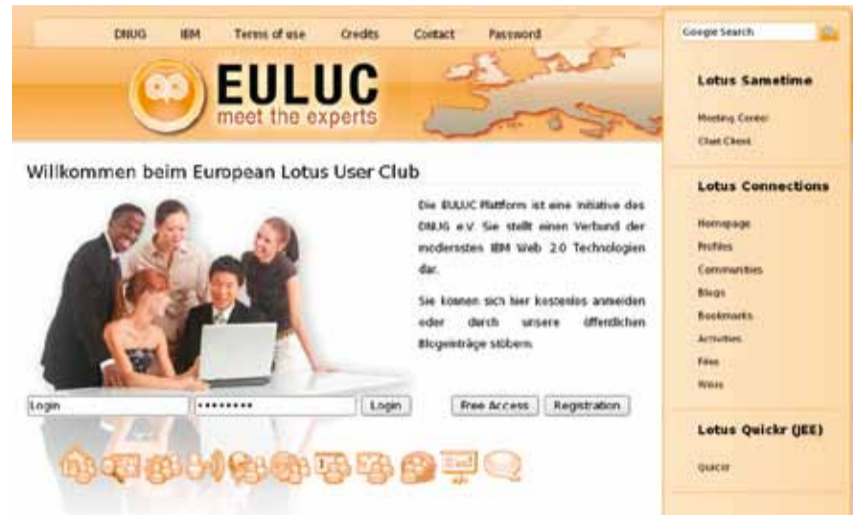 DNUG IBM Terms of use Credits Contact Password
EULUC
meet the experts
Willkommen beim European Lotus User Club
Die EULUC Plattform ist eine Initiative des
DNUG e.V. Sie stellt einen Verbund der
modernsten IBM Web 2.0 Technologien
dar.
Sie können sich hier kostenlos anmelden
oder durch unsere öffentlichen
Blogeinträge stöbern.
Login
Login
Free Access
Registration
Google Search
Lotus Sametime
Meeting Center
Chat Client
Lotus Connections
Homepage
Profiles
Communities
Blogs
Bookmarks
Activities
Files
Wikis
Lotus Quickr (JEE)
Quickr